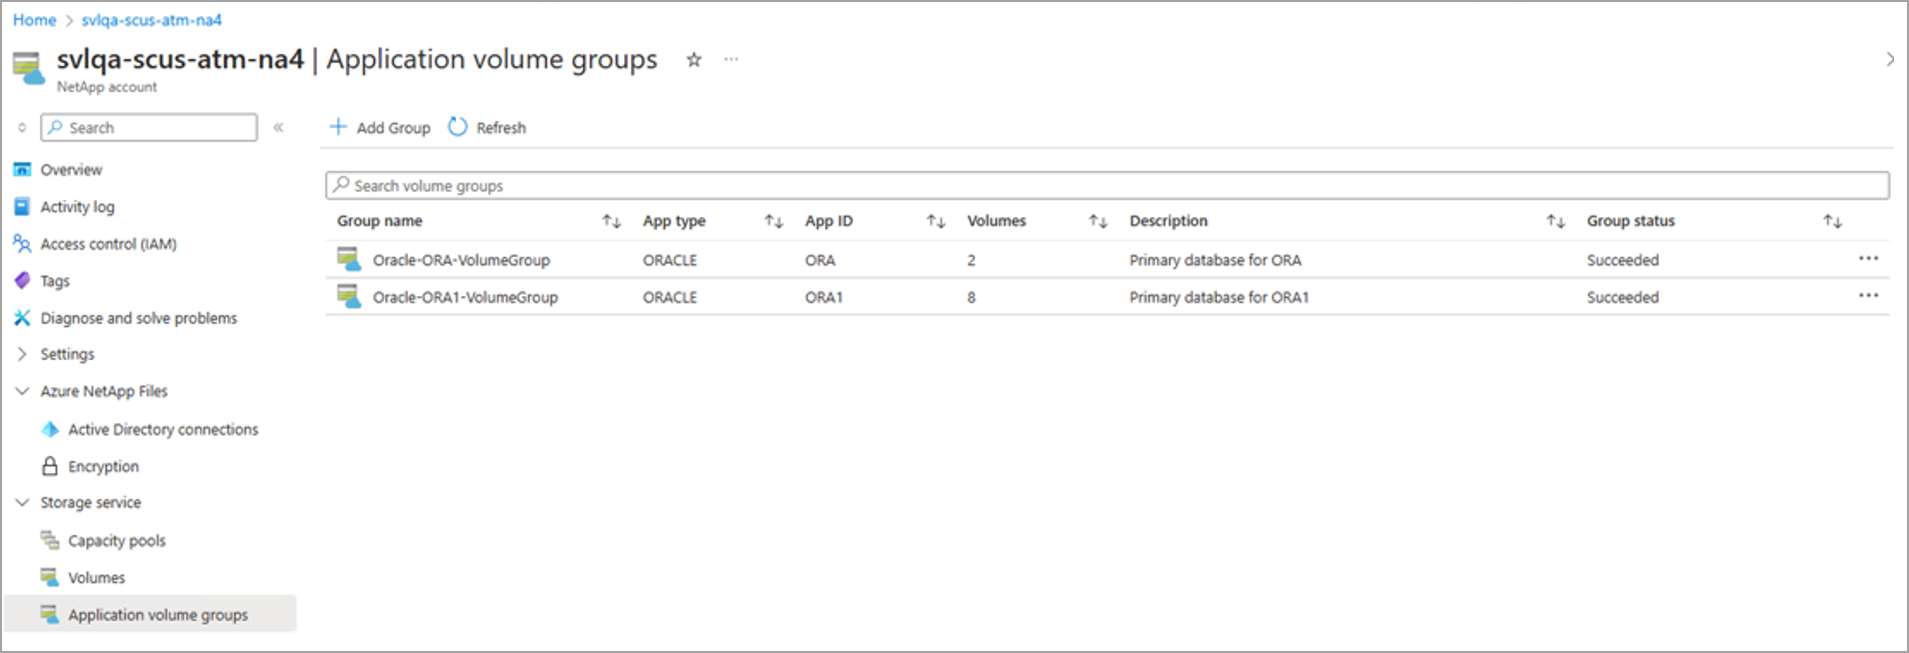 Home > svlqa-scus-atm-na4
svlqa-scus-atm-na4 | Application volume groups
NetApp account
Search
Add Group Refresh
Overview
Activity log
Access control (IAM)
Tags
Diagnose and solve problems
Settings
Azure NetApp Files
Active Directory connections
Encryption
Storage service
Capacity pools
Volumes
Application volume groups
Search volume groups
Group name App type App ID Volumes Description Group status
Oracle-ORA-VolumeGroup ORACLE ORA 2 Primary database for ORA Succeeded
Oracle-ORA1-VolumeGroup ORACLE ORA1 8 Primary database for ORA1 Succeeded